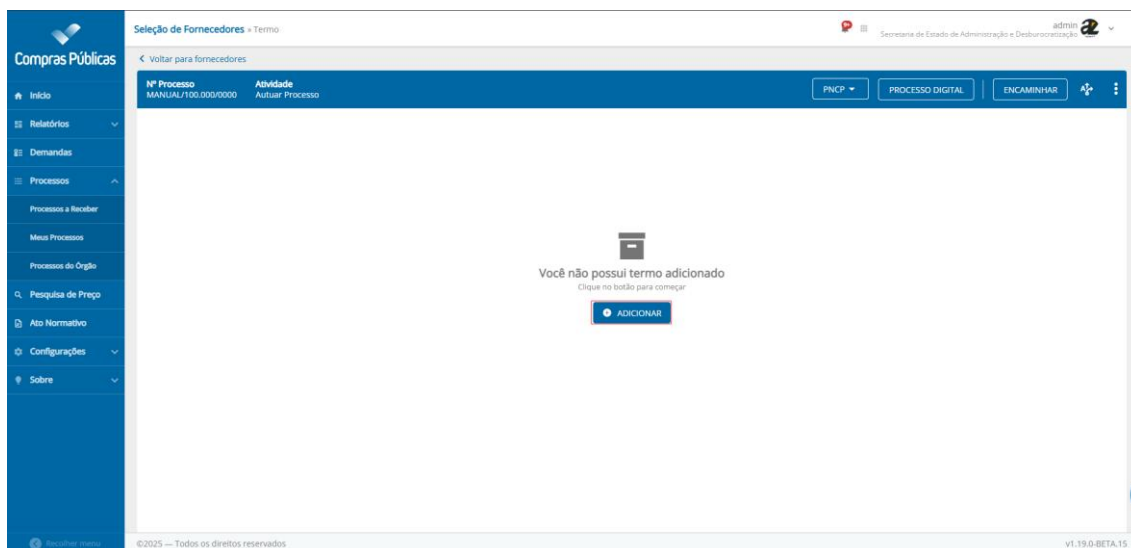 Compras Públicas
Início
Relatórios
Demandas
Processos
Processos a Receber
Meus Processos
Processos do Órgão
Pesquisa de Preço
Ato Normativo
Configurações
Sobre
Recolher menu
Seleção de Fornecedores » Termo
admin
Secretaria de Estado de Administração e Desburocratização
Voltar para fornecedores
Nº Processo
MANUAL/100.000/0000
Atividade
Autuar Processo
PNCP
PROCESSO DIGITAL
ENCAMINHAR
Você não possui termo adicionado
Clique no botão para começar
ADICIONAR
©2025 — Todos os direitos reservados
v1.19.0-BETA.15